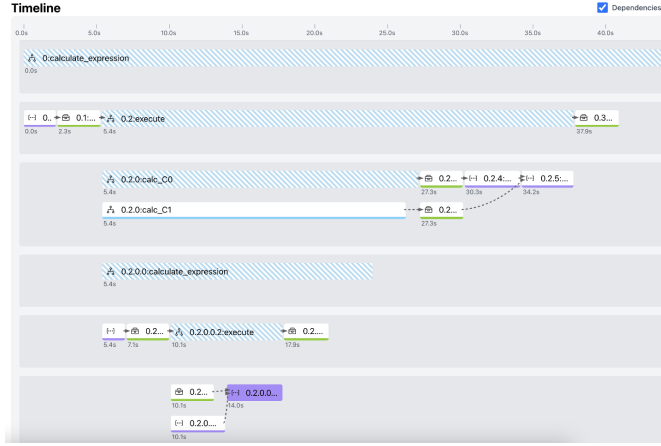 Timeline
Dependencies
0.0s 5.0s 10.0s 15.0s 20.0s 25.0s 30.0s 35.0s 40.0s
0:calculate_expression
0.0s
0.. 0.1:... 0.2:execute 0.3...
0.0s 2.3s 5.4s 37.9s
0.2.0:calc_C0 0.2... 0.2.4:... 0.2.5:...
5.4s 27.3s 30.3s 34.2s
0.2.0:calc_C1 0.2...
5.4s 27.3s
0.2.0.0:calculate_expression
5.4s
0.2... 0.2.0.0.2:execute 0.2....
5.4s 7.1s 10.1s 17.9s
0.2... 0.2.0.0...
10.1s 14.0s
0.2.0....
10.1s